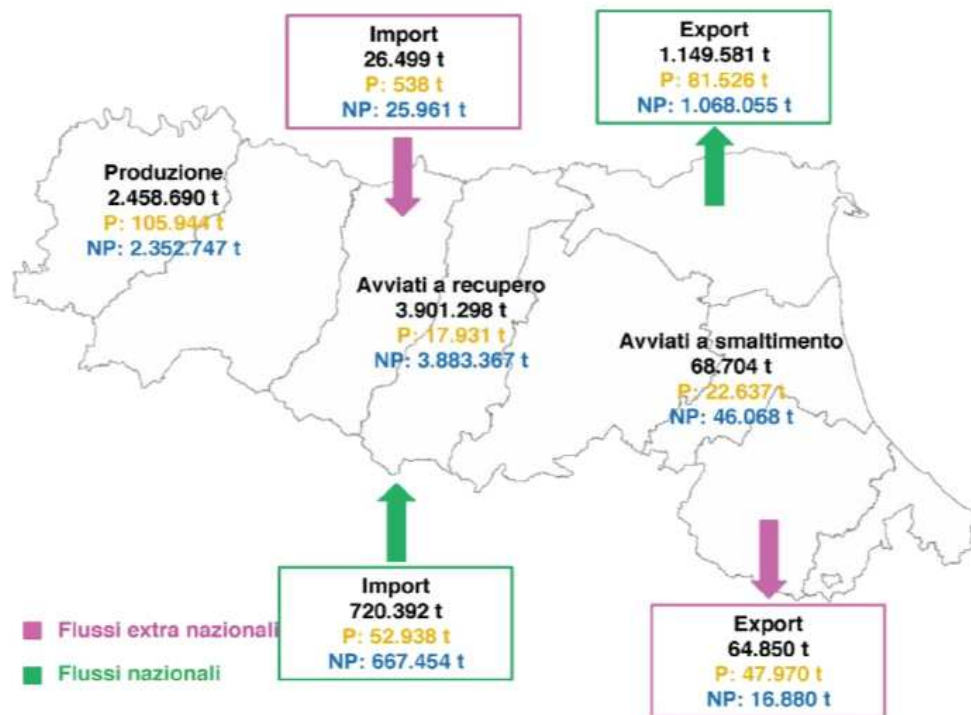 Import
26.499 t
P: 538 t
NP: 25.961 t
Export
1.149.581 t
P: 81.526 t
NP: 1.068.055 t
Produzione
2.458.690 t
P: 105.944 t
NP: 2.352.747 t
Avviati a recupero
3.901.298 t
P: 17.931 t
NP: 3.883.367 t
Avviati a smaltimento
68.704 t
P: 22.637 t
NP: 46.068 t
Import
720.392 t
P: 52.938 t
NP: 667.454 t
Export
64.850 t
P: 47.970 t
NP: 16.880 t
Flussi extra nazionali
Flussi nazionali